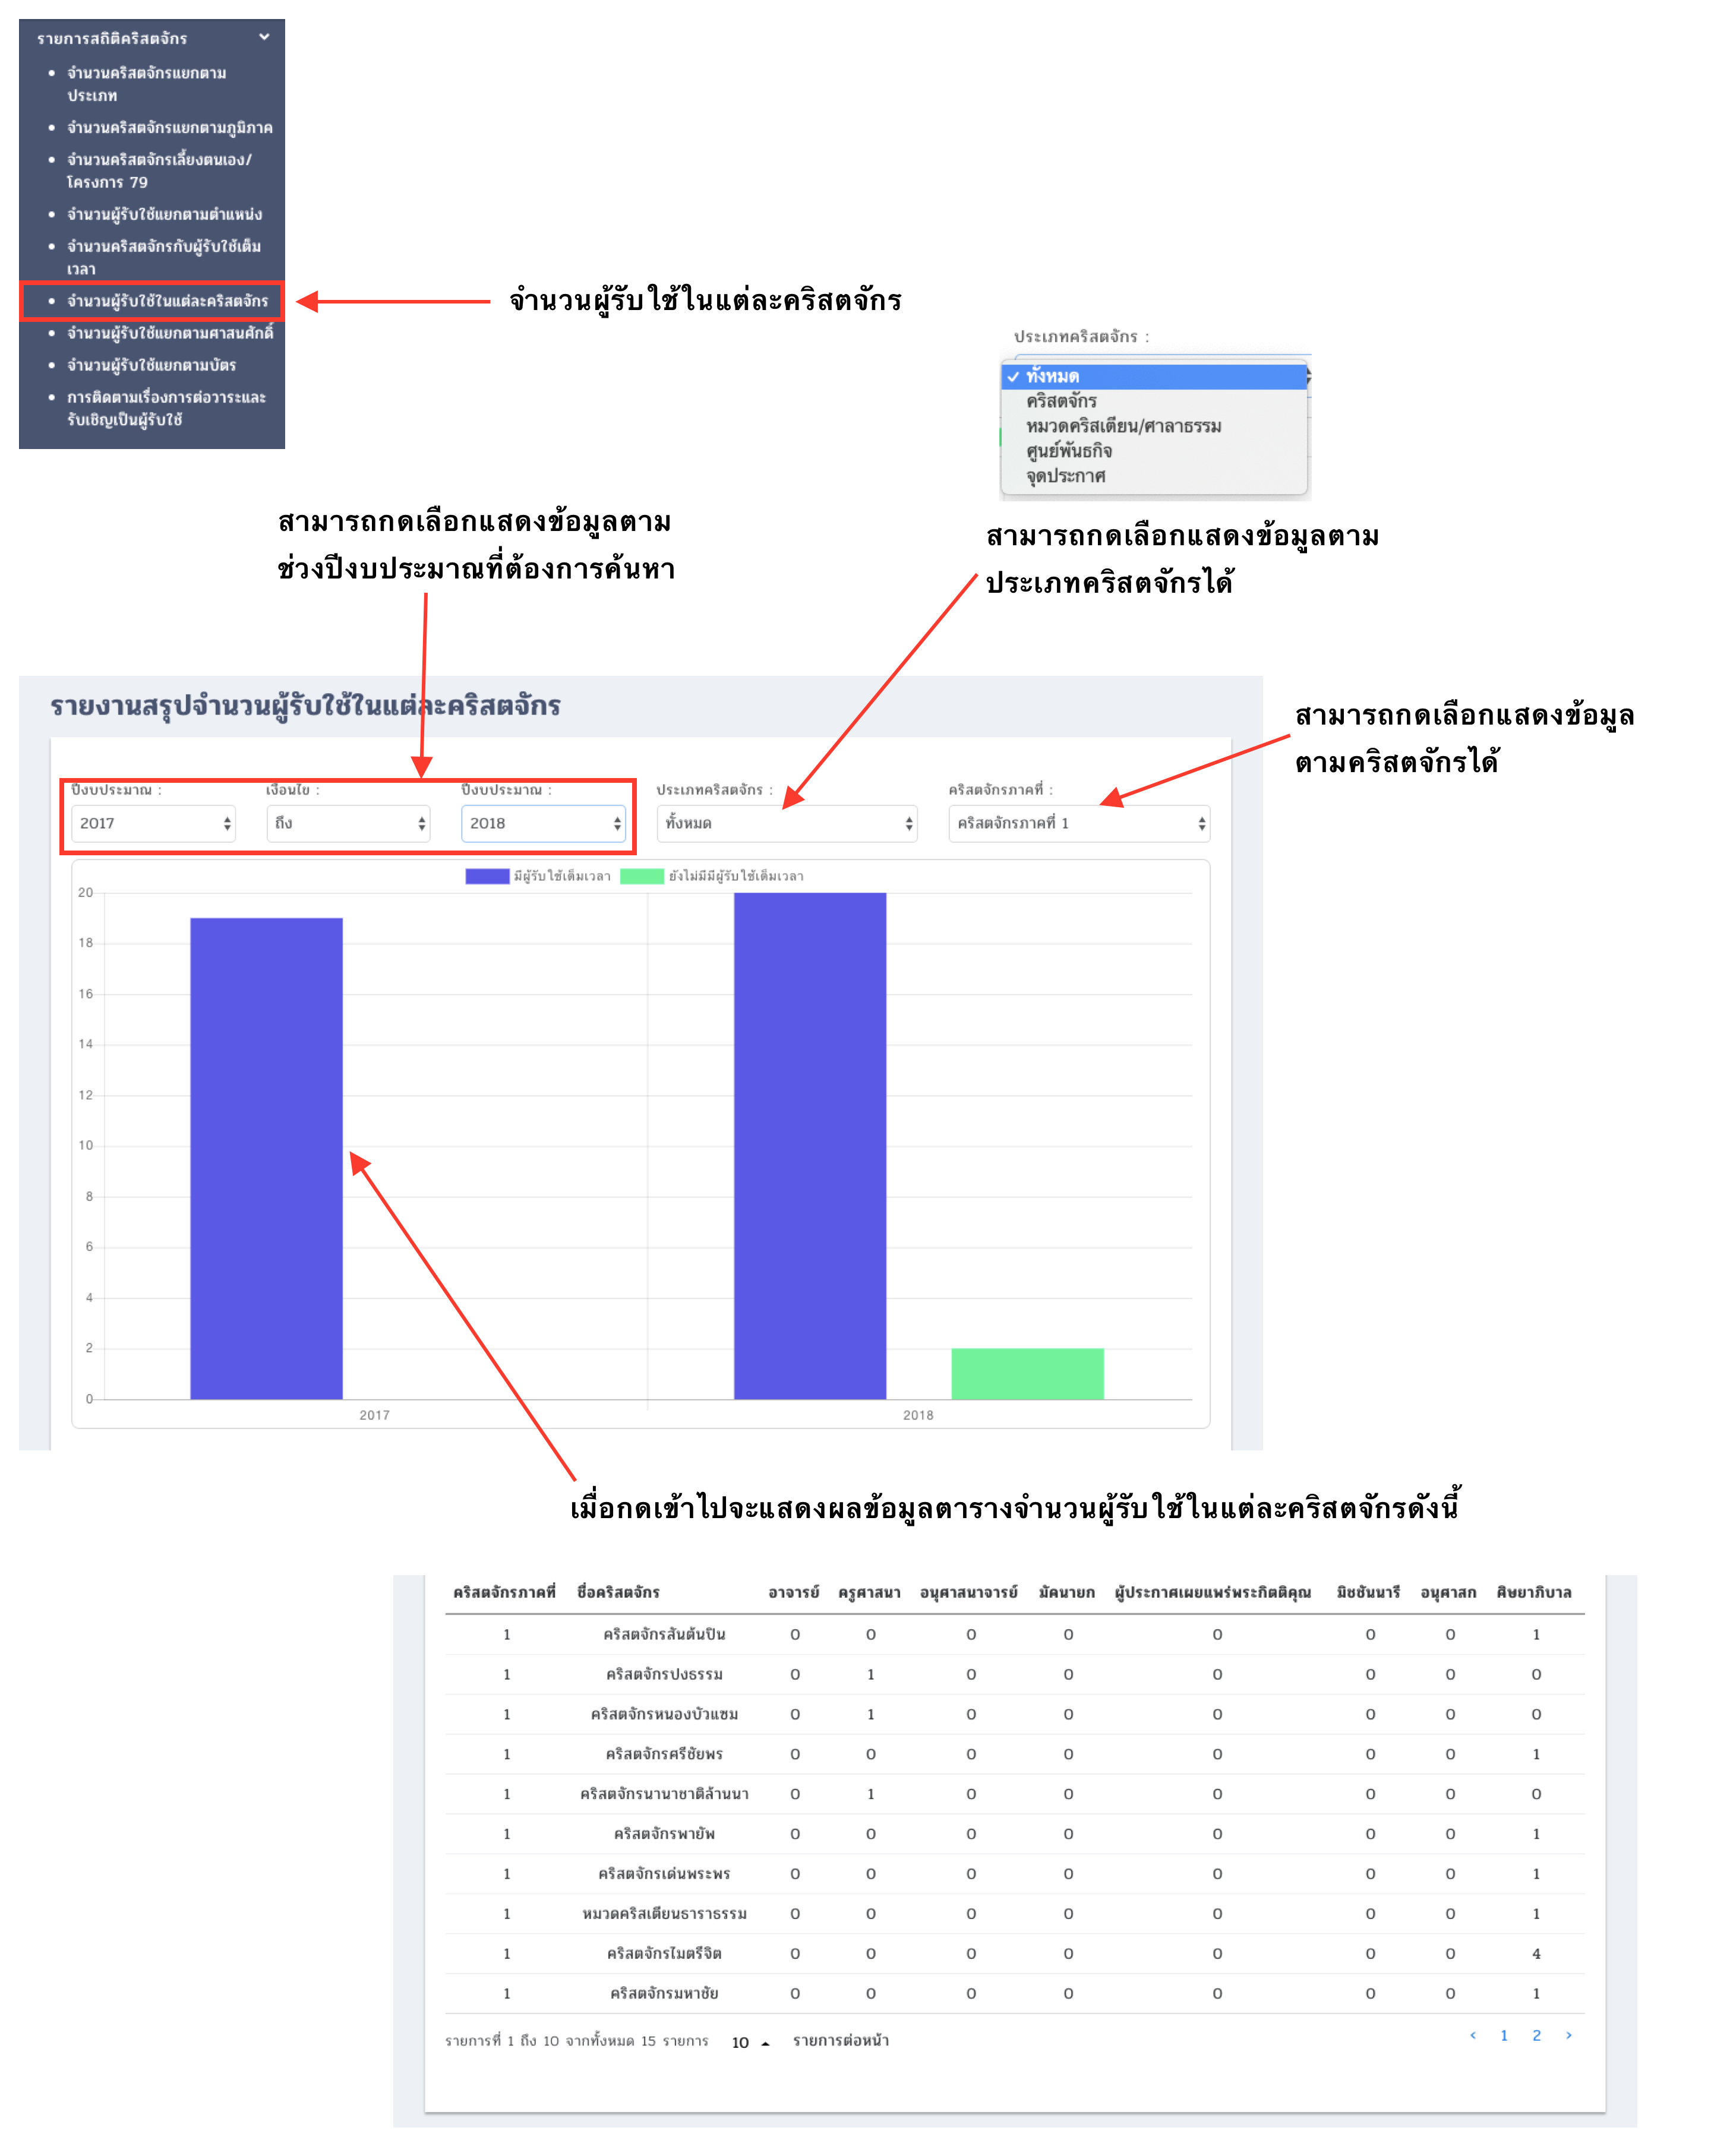 รายการสถิติคริสตจักร
จำนวนคริสตจักรแยกตาม
ประเภท
จำนวนคริสตจักรแยกตามภูมิภาค
จำนวนคริสตจักรเลี้ยงตนเอง/
โครงการ 79
จำนวนผู้รับใช้แยกตามตำแหน่ง
จำนวนคริสตจักรกับผู้รับใช้เต็ม
เวลา
จำนวนผู้รับใช้ในแต่ละคริสตจักร
จำนวนผู้รับใช้แยกตามศาสนศักดิ์
จำนวนผู้รับใช้แยกตามบัตร
การติดตามเรื่องการต่อวาระและ
รับเชิญเป็นผู้รับใช้
จำนวนผู้รับใช้ในแต่ละคริสตจักร
ประเภทคริสตจักร :
✓ ทั้งหมด
คริสตจักร
หมวดคริสเตียน/ศาลาธรรม
ศูนย์พันธกิจ
จุดประกาศ
สามารถกดเลือกแสดงข้อมูลตาม
ช่วงปีงบประมาณที่ต้องการค้นหา
สามารถกดเลือกแสดงข้อมูลตาม
ประเภทคริสตจักรได้
สามารถกดเลือกแสดงข้อมูล
ตามคริสตจักรได้
รายงานสรุปจำนวนผู้รับใช้ในแต่ละคริสตจักร
ปีงบประมาณ : เงื่อนไข : ปีงบประมาณ : ประเภทคริสตจักร : คริสตจักรภาคที่ :
2017 ถึง 2018 ทั้งหมด คริสตจักรภาคที่ 1
มีผู้รับใช้เต็มเวลา ยังไม่มีมีผู้รับใช้เต็มเวลา
20
18
16
14
12
10
8
6
4
2
0
2017 2018
เมื่อกดเข้าไปจะแสดงผลข้อมูลตารางจำนวนผู้รับใช้ในแต่ละคริสตจักรดังนี้
คริสตจักรภาคที่ ชื่อคริสตจักร อาจารย์ ครูศาสนา อนุศาสนาจารย์ มัคนายก ผู้ประกาศเผยแพร่พระกิตติคุณ มิชชันนารี อนุศาสก ศิษยาภิบาล
1 คริสตจักรสันต้นปิน 0 0 0 0 0 0 0 1
1 คริสตจักรปงธรรม 0 1 0 0 0 0 0 0
1 คริสตจักรหนองบัวแซม 0 1 0 0 0 0 0 0
1 คริสตจักรศรีชัยพร 0 0 0 0 0 0 0 1
1 คริสตจักรนานาชาติล้านนา 0 1 0 0 0 0 0 0
1 คริสตจักรพายัพ 0 0 0 0 0 0 0 1
1 คริสตจักรเด่นพระพร 0 0 0 0 0 0 0 1
1 หมวดคริสเตียนธาราธรรม 0 0 0 0 0 0 0 1
1 คริสตจักรไมตรีจิต 0 0 0 0 0 0 0 4
1 คริสตจักรมหาชัย 0 0 0 0 0 0 0 1
รายการที่ 1 ถึง 10 จากทั้งหมด 15 รายการ 10 รายการต่อหน้า ‹ 1 2 ›